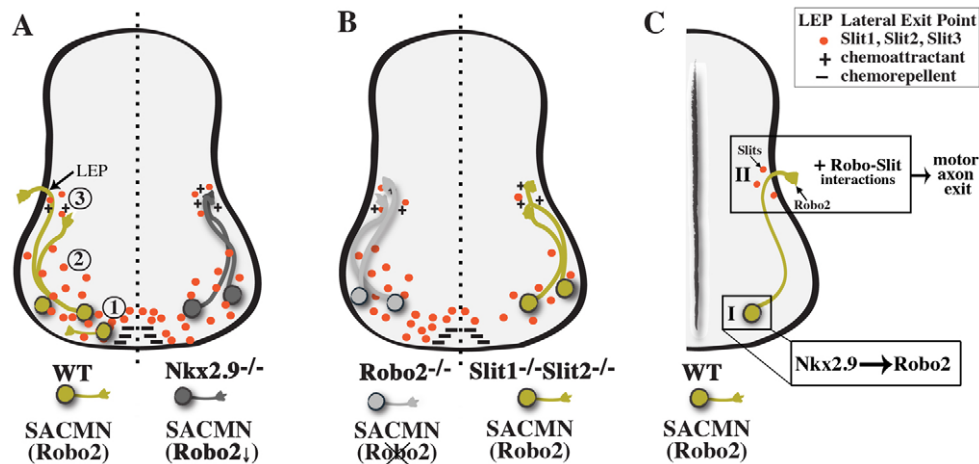 A
B
C
LEP Lateral Exit Point
Slit1, Slit2, Slit3
+ chemoattractant
− chemorepellent
LEP
3
2
1
+ + +
+ + + +
+ + + +
+ + + +
WT
SACMN
(Robo2)
Nkx2.9-/-
SACMN
(Robo2↓)
Robo2-/-
SACMN
(Robo2)
Slit1-/-Slit2-/-
SACMN
(Robo2)
Slits
II
+ Robo-Slit
interactions
Robo2
motor
axon
exit
I
Nkx2.9→Robo2
WT
SACMN
(Robo2)